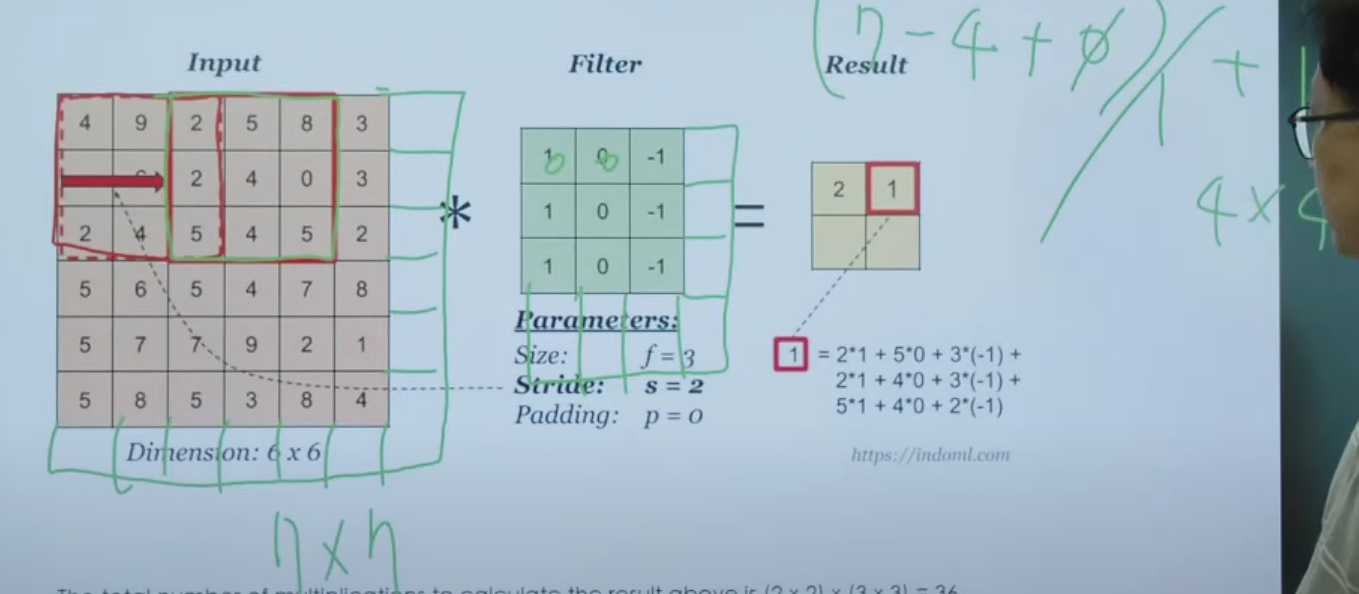 (7 - 4 + 0) / 1 + 1
4 x 4
Input
Filter
Result
4 9 2 5 8 3
2 4 0 3
2 4 5 4 5 2
5 6 5 4 7 8
5 7 7 9 2 1
5 8 5 3 8 4
Dimension: 6 x 6
7 x 7
*
1 0 -1
1 0 -1
1 0 -1
0 0
Parameters:
Size: f = 3
Stride: s = 2
Padding: p = 0
=
2 1
1 = 2*1 + 5*0 + 3*(-1) +
2*1 + 4*0 + 3*(-1) +
5*1 + 4*0 + 2*(-1)
https://indoml.com
The total number of multiplications to calculate the result above is (2 x 2) x (3 x 3) = 36